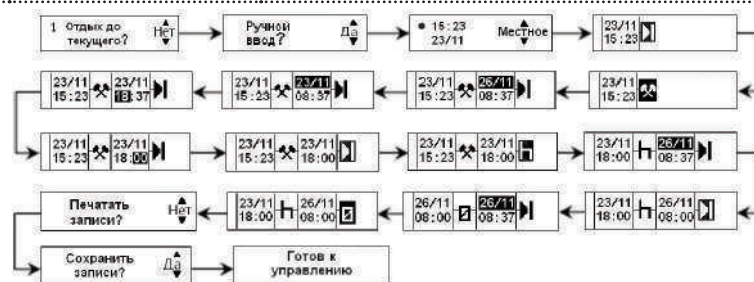 1 Отдых до
текущего? Нет
Ручной
ввод? Да
15:23 Местное
23/11
23/11
15:23
23/11 23/11
15:23 18:37
23/11 23/11
15:23 08:37
23/11 26/11
15:23 08:37
23/11
15:23
23/11 23/11
15:23 18:00
23/11 23/11
15:23 18:00
23/11 23/11
15:23 18:00
23/11 26/11
18:00 08:37
Печатать
записи? Нет
23/11 26/11
18:00 08:00
26/11 26/11
08:00 08:37
23/11 26/11
18:00 08:00
Сохранить
записи? Да
Готов к
управлению